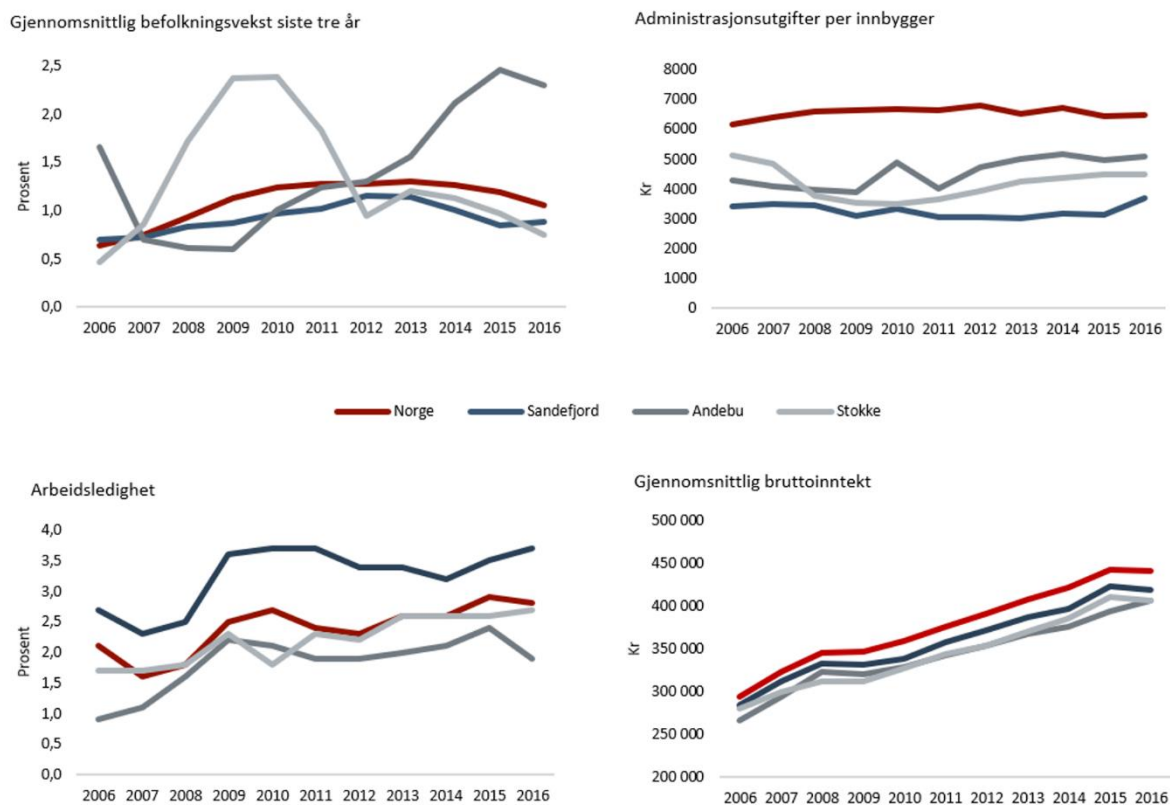 Gjennomsnittlig befolkningsvekst siste tre år
2,5
2,0
1,5
1,0
0,5
0,0
Prosent
2006 2007 2008 2009 2010 2011 2012 2013 2014 2015 2016
Administrasjonsutgifter per innbygger
8000
7000
6000
5000
4000
3000
2000
1000
0
Kr
2006 2007 2008 2009 2010 2011 2012 2013 2014 2015 2016
Norge Sandefjord Andebu Stokke
Arbeidsledighet
4,0
3,5
3,0
2,5
2,0
1,5
1,0
0,5
0,0
Prosent
2006 2007 2008 2009 2010 2011 2012 2013 2014 2015 2016
Gjennomsnittlig bruttoinntekt
500 000
450 000
400 000
350 000
300 000
250 000
200 000
Kr
2006 2007 2008 2009 2010 2011 2012 2013 2014 2015 2016